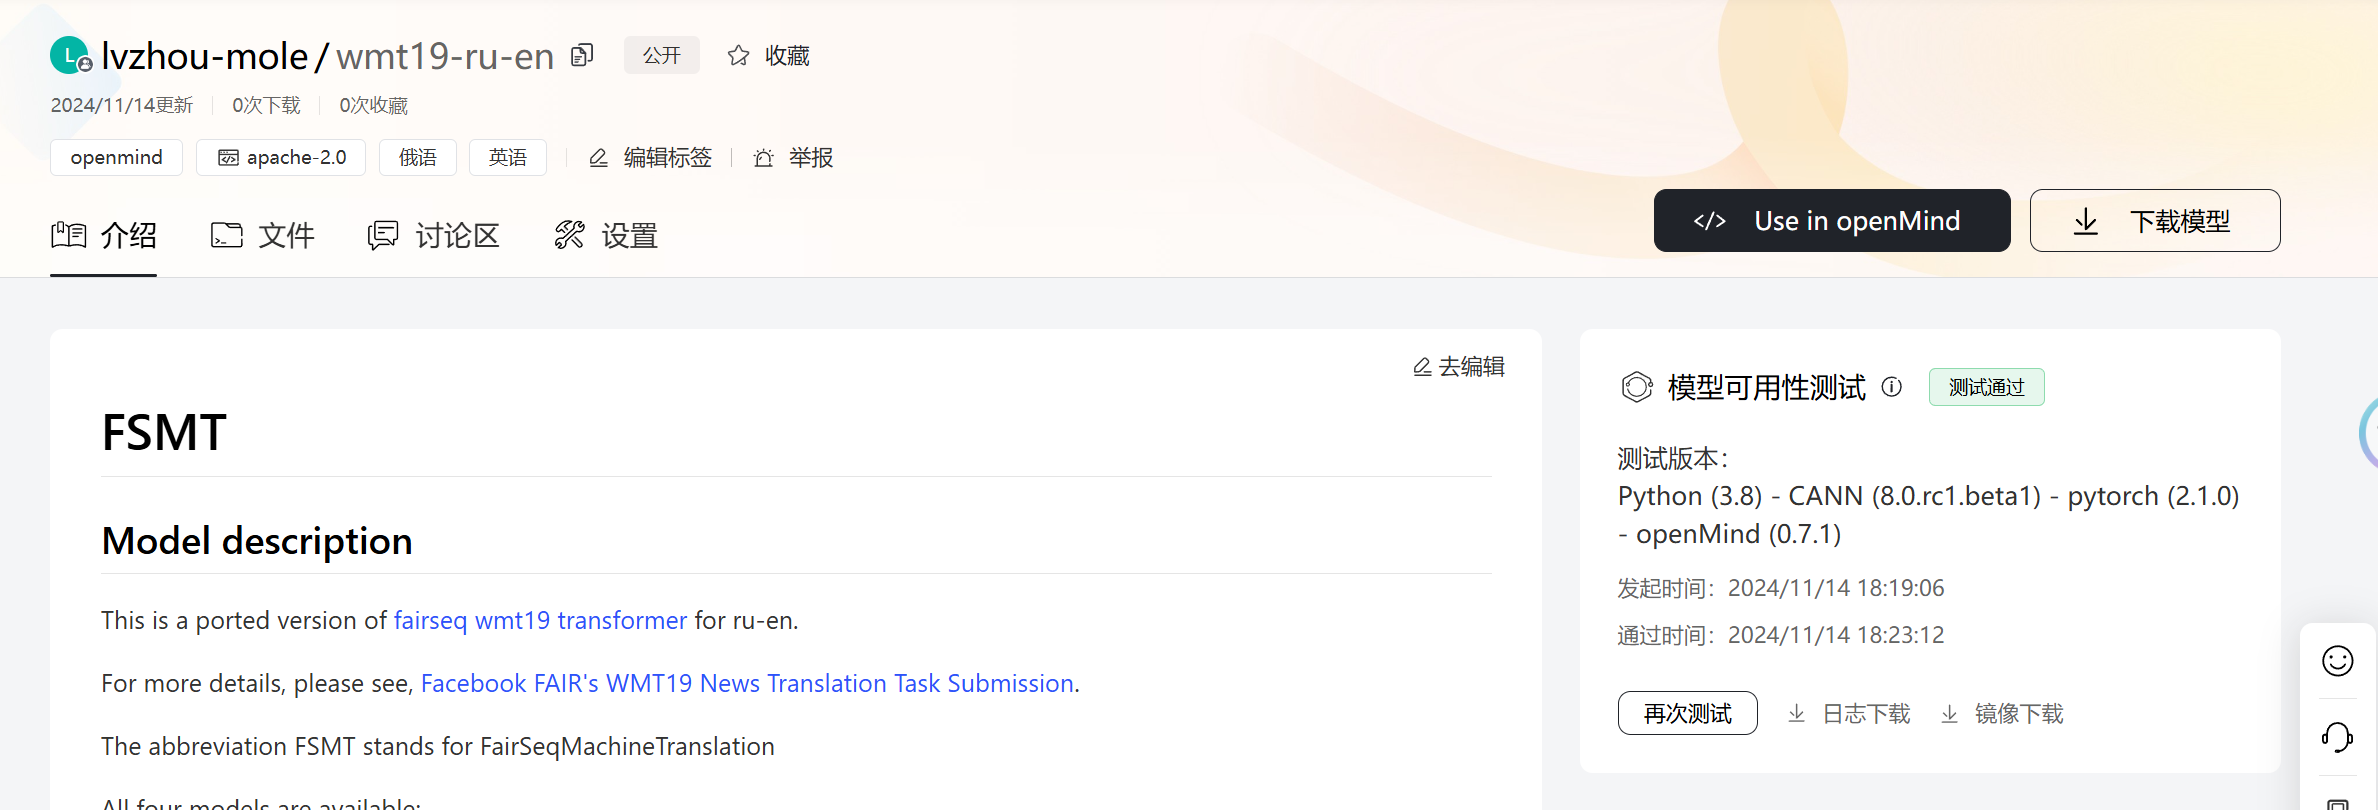 L lvzhou-mole / wmt19-ru-en 公开 收藏
2024/11/14更新 0次下载 0次收藏
openmind apache-2.0 俄语 英语 编辑标签 举报
介绍 文件 讨论区 设置
Use in openMind 下载模型
去编辑
FSMT
Model description
This is a ported version of fairseq wmt19 transformer for ru-en.
For more details, please see, Facebook FAIR's WMT19 News Translation Task Submission.
The abbreviation FSMT stands for FairSeqMachineTranslation
All four models are available:
模型可用性测试 测试通过
测试版本：
Python (3.8) - CANN (8.0.rc1.beta1) - pytorch (2.1.0)
- openMind (0.7.1)
发起时间：2024/11/14 18:19:06
通过时间：2024/11/14 18:23:12
再次测试 日志下载 镜像下载